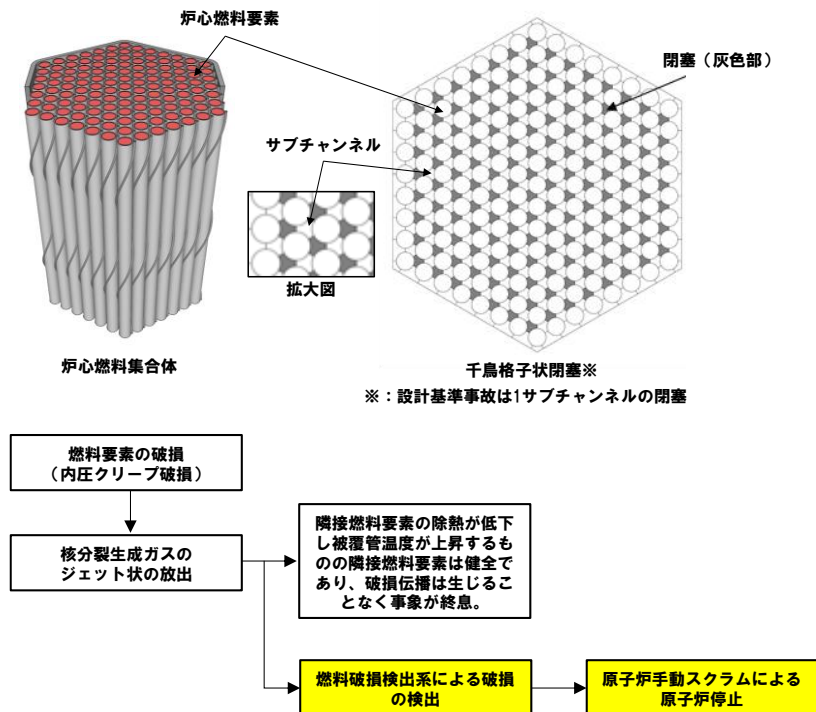 炉心燃料要素
閉塞（灰色部）
サブチャンネル
拡大図
炉心燃料集合体
千鳥格子状閉塞※
※：設計基準事故は1サブチャンネルの閉塞
燃料要素の破損
（内圧クリープ破損）
核分裂生成ガスの
ジェット状の放出
隣接燃料要素の除熱が低下
し被覆管温度が上昇するも
のの隣接燃料要素は健全で
あり、破損伝播は生じるこ
となく事象が終息。
燃料破損検出系による破損
の検出
原子炉手動スクラムによる
原子炉停止